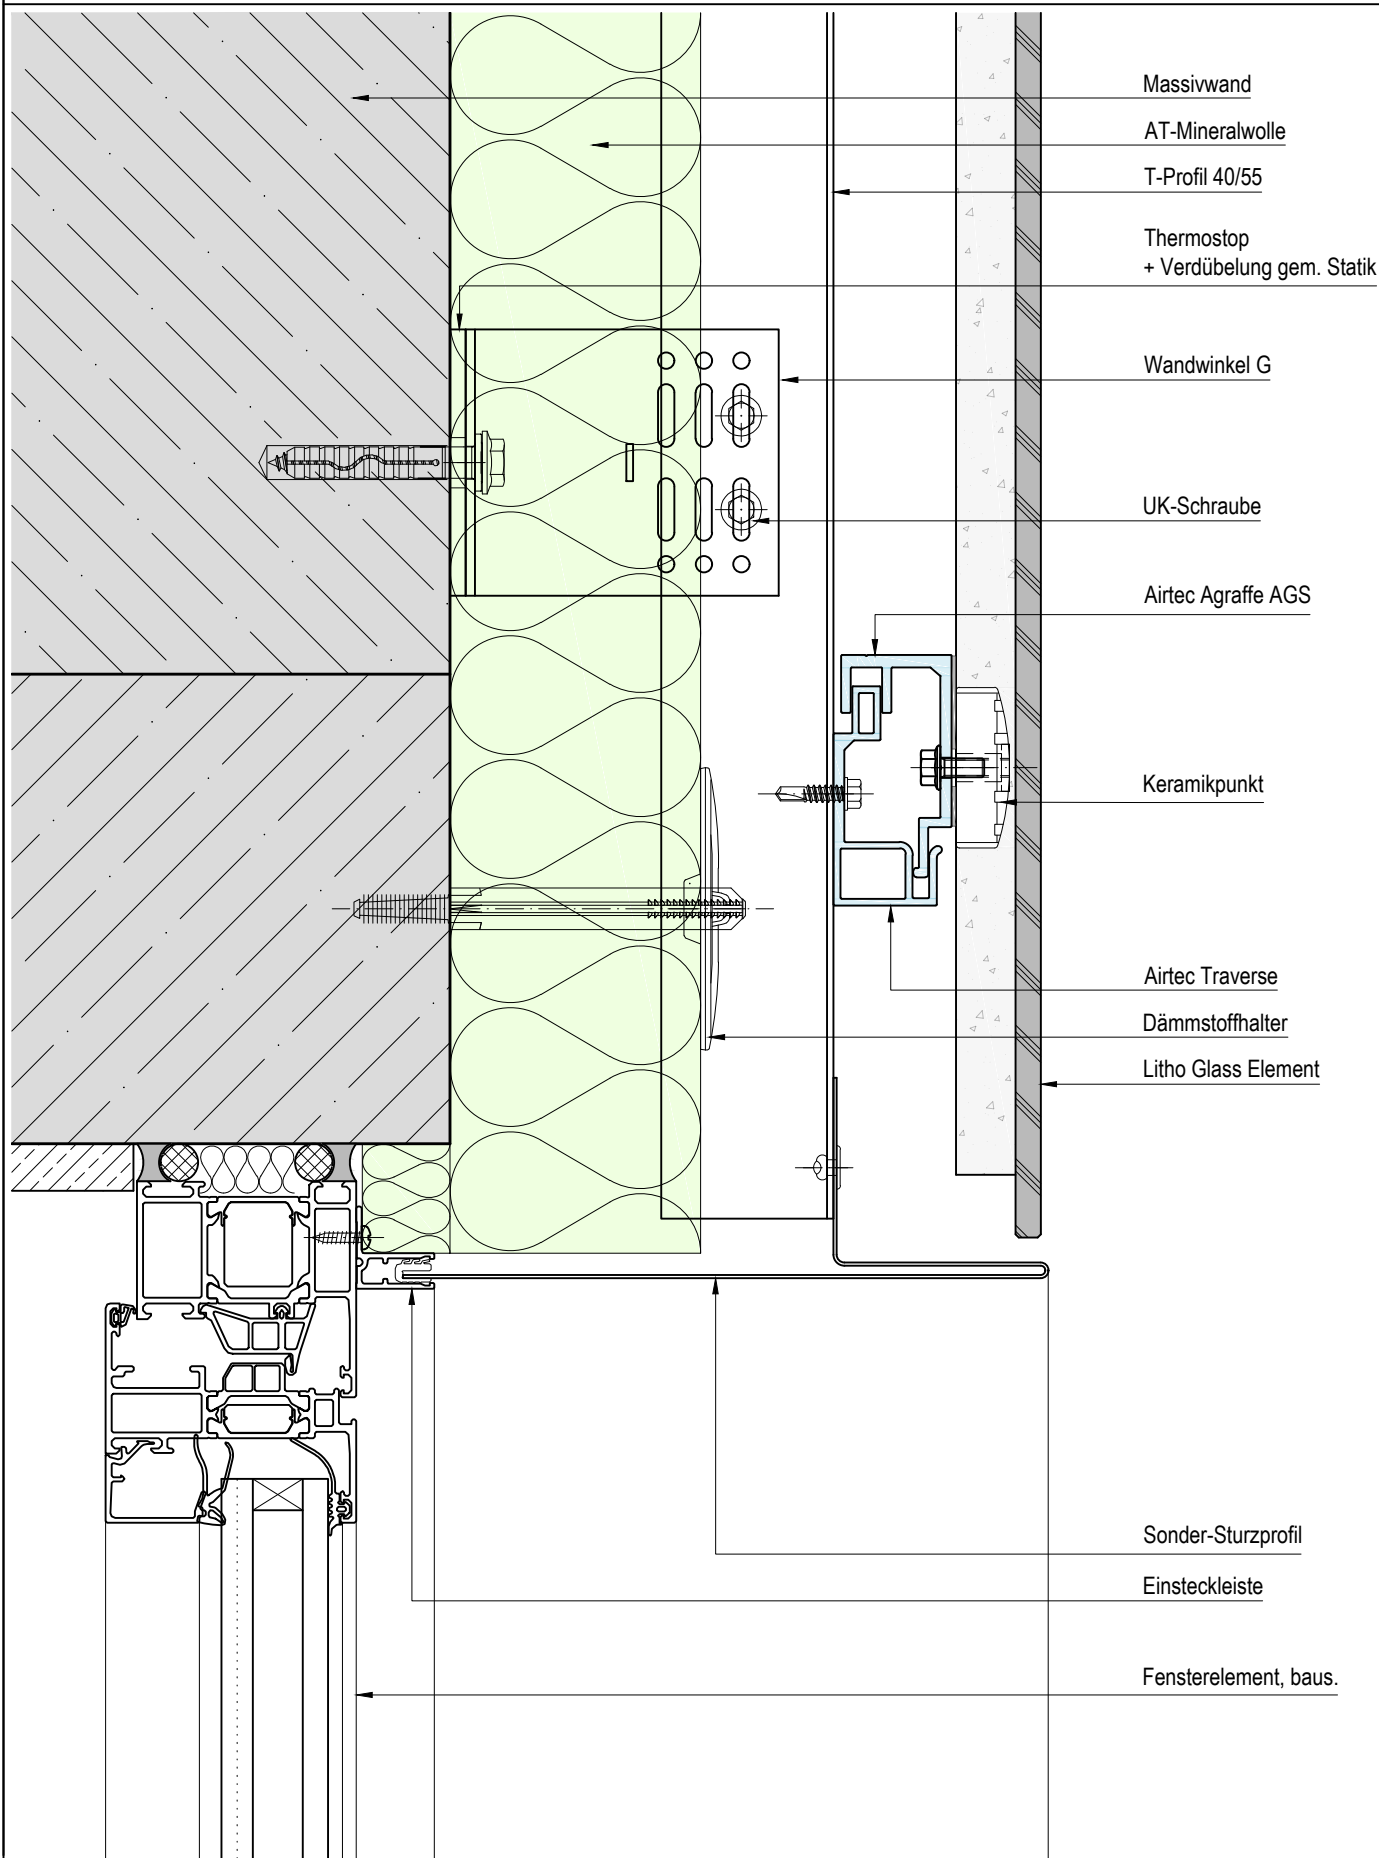 Massivwand
AT-Mineralwolle
T-Profil 40/55
Thermostop
+ Verdübelung gem. Statik
Wandwinkel G
UK-Schraube
Airtec Agraffe AGS
Keramikpunkt
Airtec Traverse
Dämmstoffhalter
Litho Glass Element
Sonder-Sturzprofil
Einsteckleiste
Fensterelement, baus.